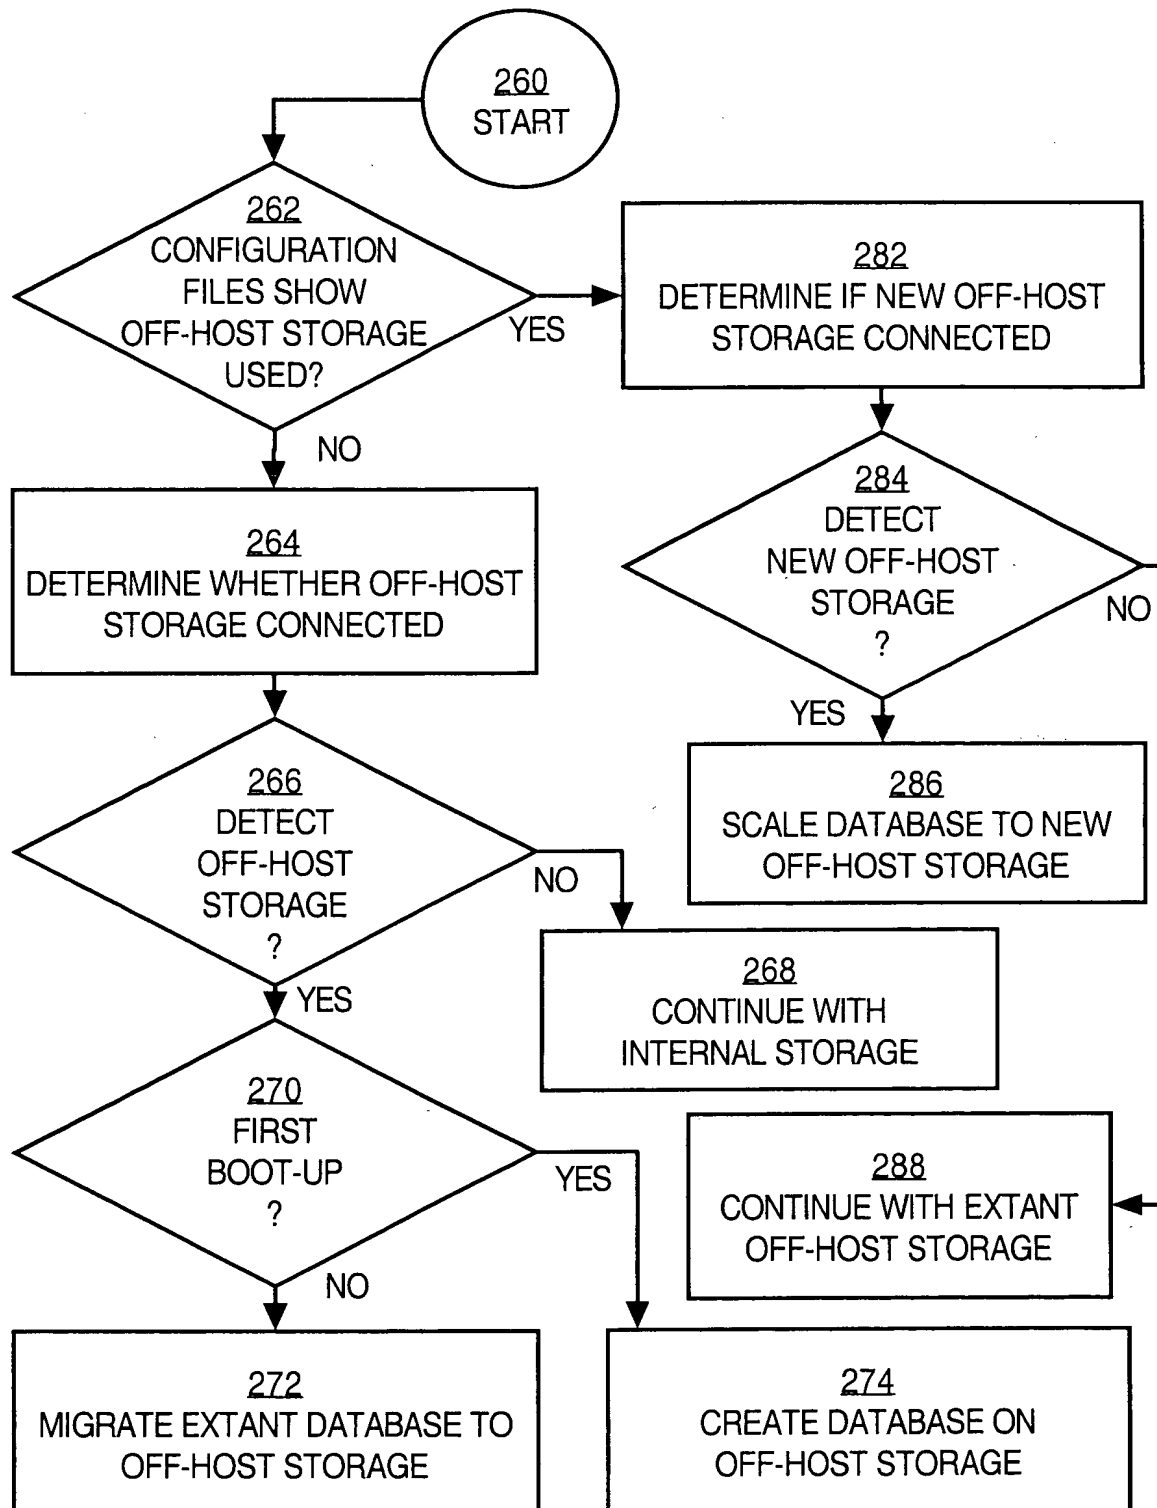 260
START
262
CONFIGURATION
FILES SHOW
OFF-HOST STORAGE
USED?
YES
NO
282
DETERMINE IF NEW OFF-HOST
STORAGE CONNECTED
284
DETECT
NEW OFF-HOST
STORAGE
?
NO
YES
264
DETERMINE WHETHER OFF-HOST
STORAGE CONNECTED
286
SCALE DATABASE TO NEW
OFF-HOST STORAGE
266
DETECT
OFF-HOST
STORAGE
?
NO
YES
268
CONTINUE WITH
INTERNAL STORAGE
270
FIRST
BOOT-UP
?
YES
NO
288
CONTINUE WITH EXTANT
OFF-HOST STORAGE
272
MIGRATE EXTANT DATABASE TO
OFF-HOST STORAGE
274
CREATE DATABASE ON
OFF-HOST STORAGE